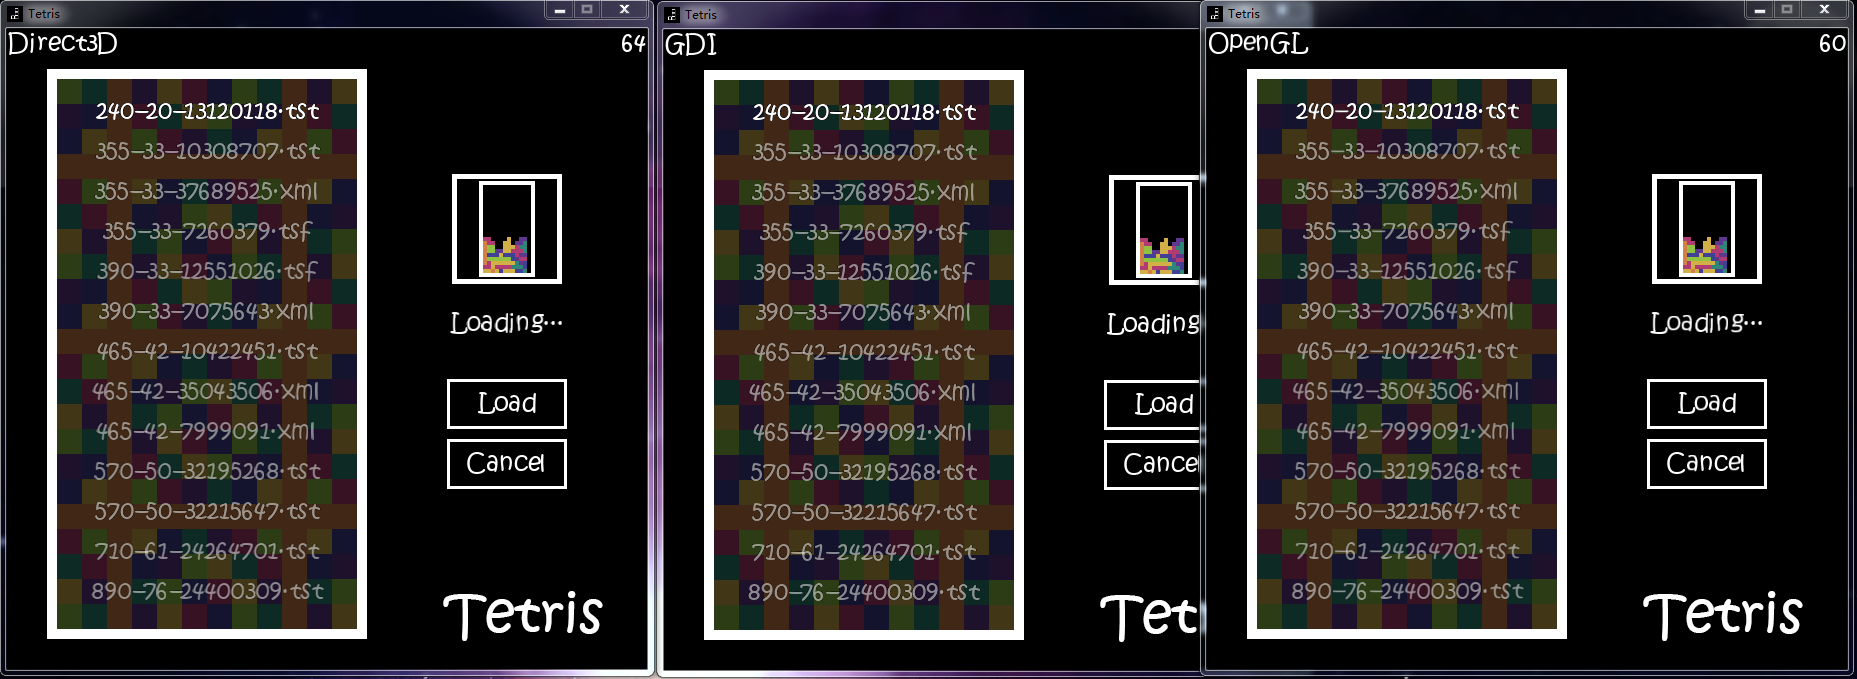 Tetris
Direct3D 64
240-20-13120118.tst
355-33-10308707.tst
355-33-37689525.xml
355-33-7260379.tsf
390-33-12551026.tsf
390-33-7075643.xml
465-42-10422451.tst
465-42-35043506.xml
465-42-7999091.xml
570-50-32195268.tst
570-50-32215647.tst
710-61-24264701.tst
890-76-24400309.tst
Loading...
Load
Cancel
Tetris
Tetris
GDI
240-20-13120118.tst
355-33-10308707.tst
355-33-37689525.xml
355-33-7260379.tsf
390-33-12551026.tsf
390-33-7075643.xml
465-42-10422451.tst
465-42-35043506.xml
465-42-7999091.xml
570-50-32195268.tst
570-50-32215647.tst
710-61-24264701.tst
890-76-24400309.tst
Loading
Load
Cance
Tet
Tetris
OpenGL 60
240-20-13120118.tst
355-33-10308707.tst
355-33-37689525.xml
355-33-7260379.tsf
390-33-12551026.tsf
390-33-7075643.xml
465-42-10422451.tst
465-42-35043506.xml
465-42-7999091.xml
570-50-32195268.tst
570-50-32215647.tst
710-61-24264701.tst
890-76-24400309.tst
Loading...
Load
Cancel
Tetris